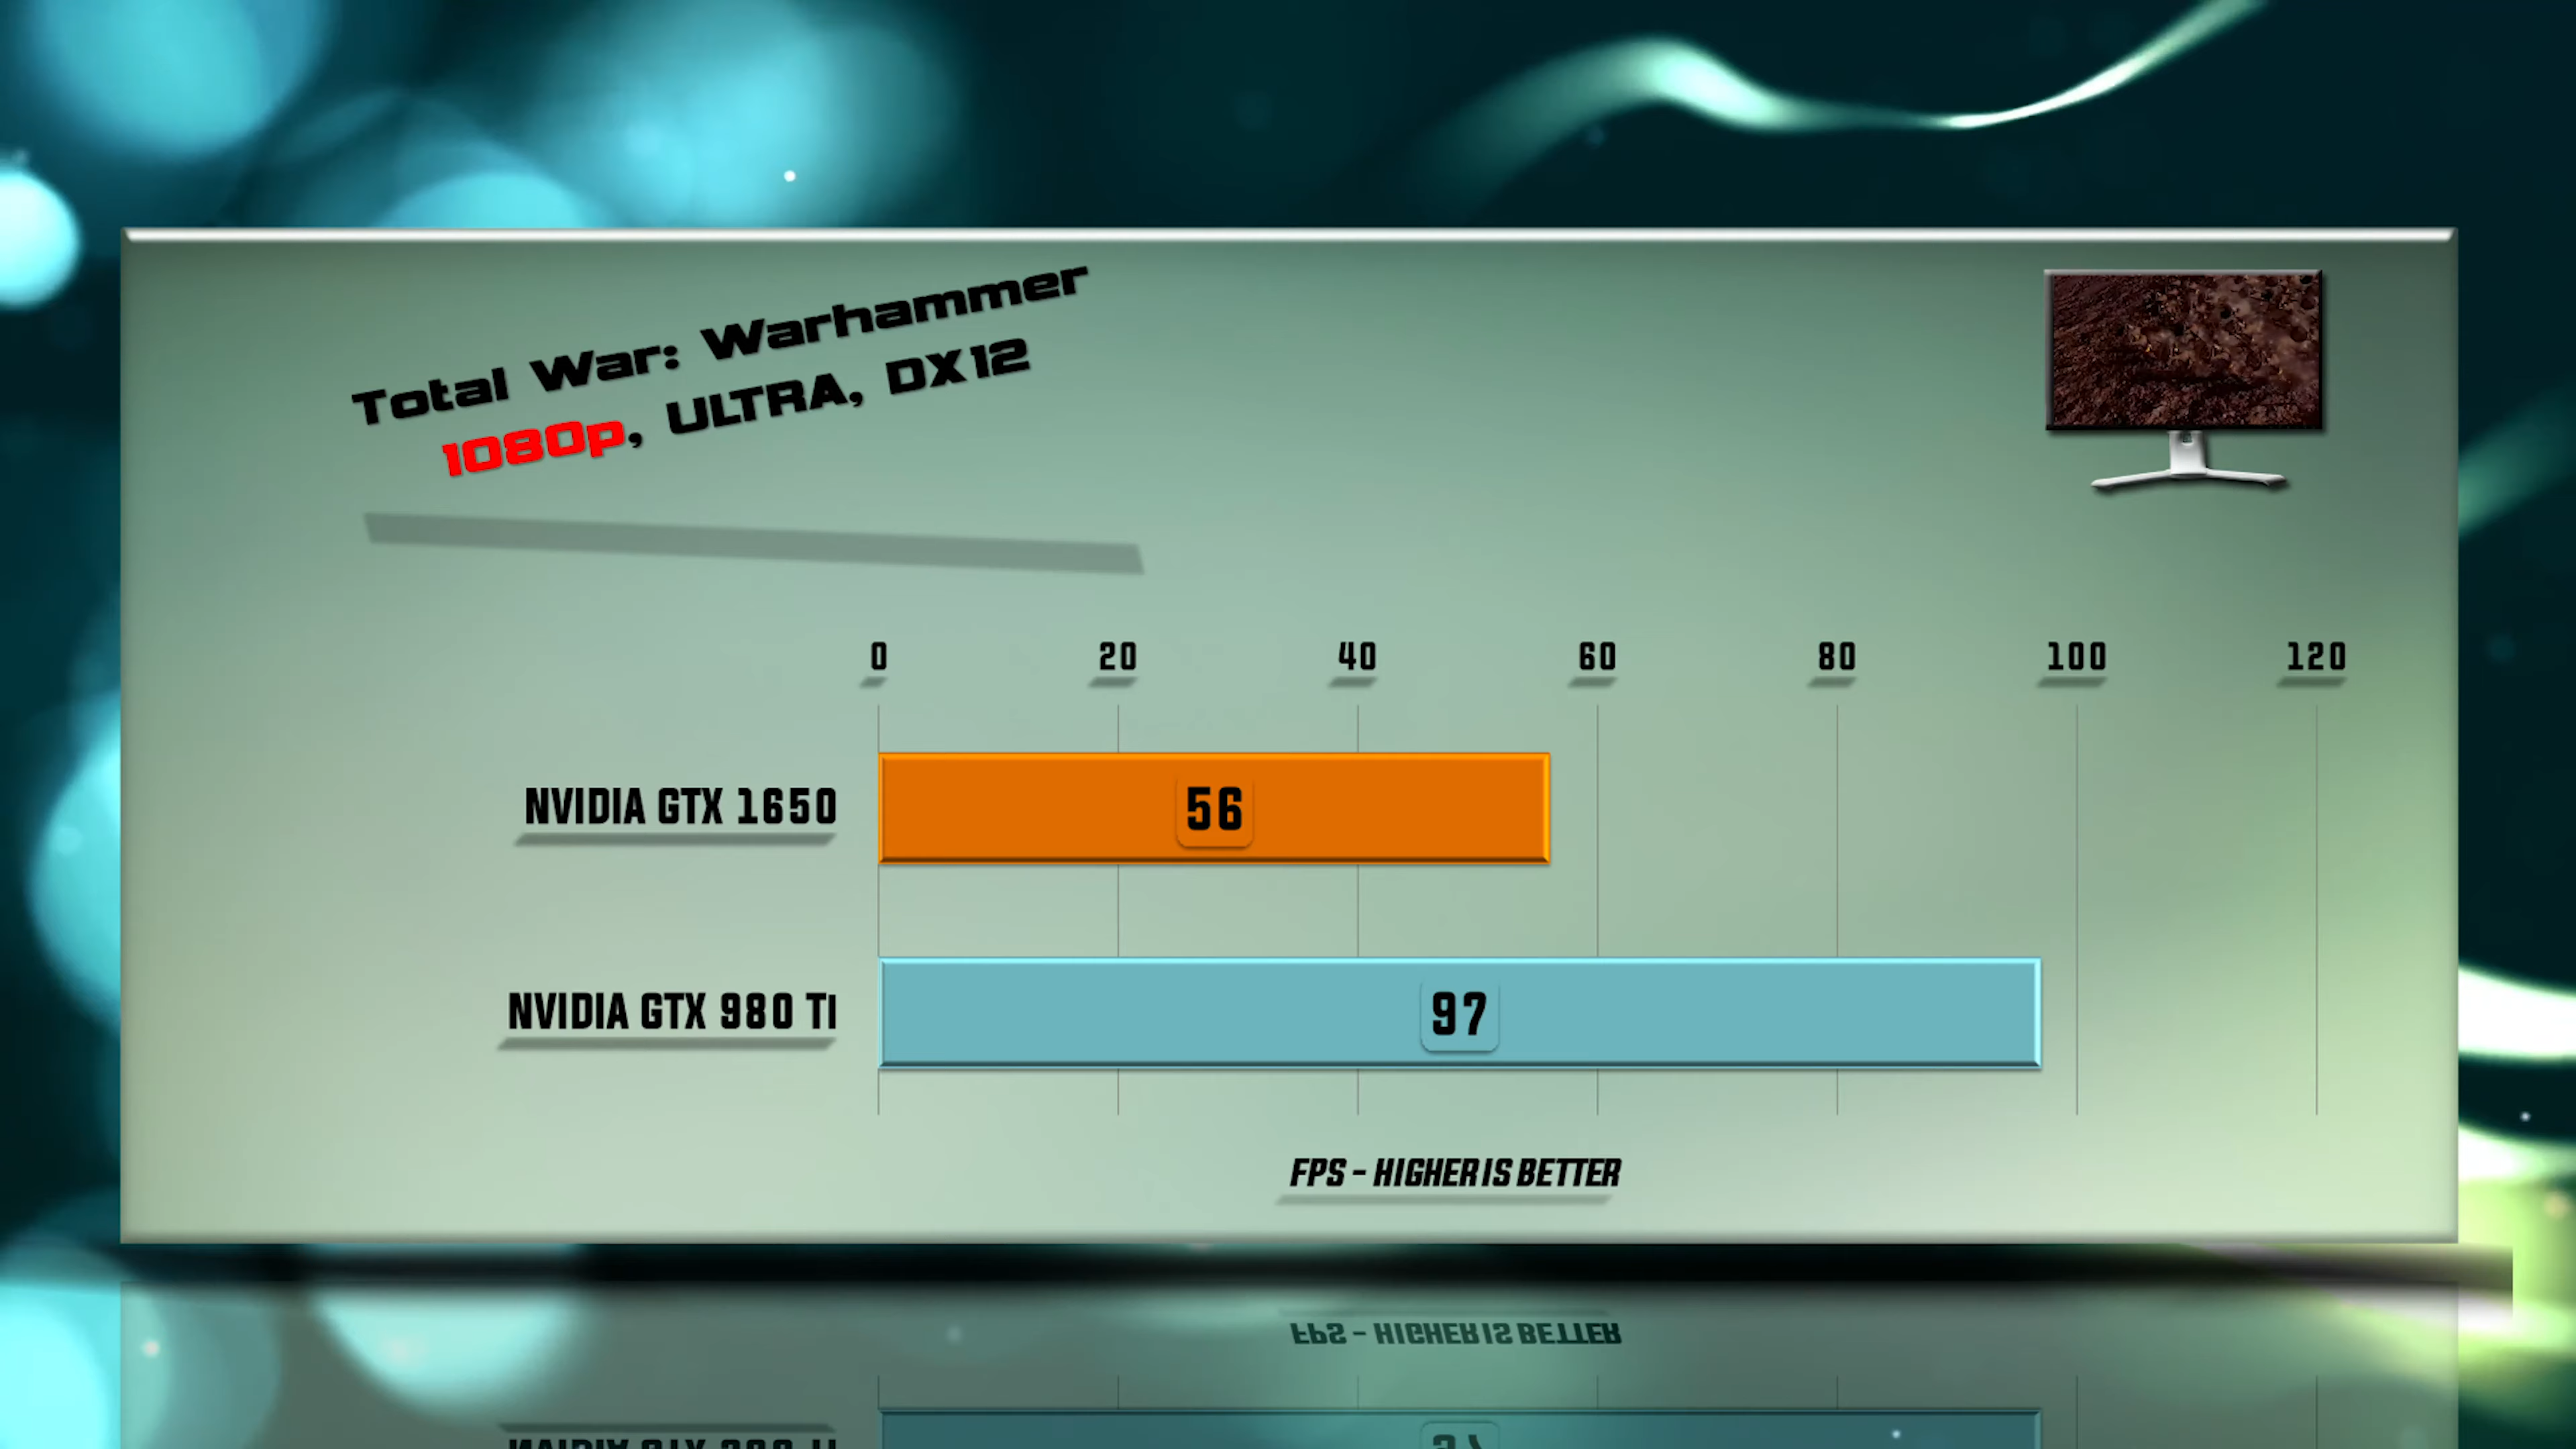 Total War: Warhammer
1080p, ULTRA, DX12
0 20 40 60 80 100 120
NVIDIA GTX 1650 56
NVIDIA GTX 980 TI 97
FPS - HIGHER IS BETTER